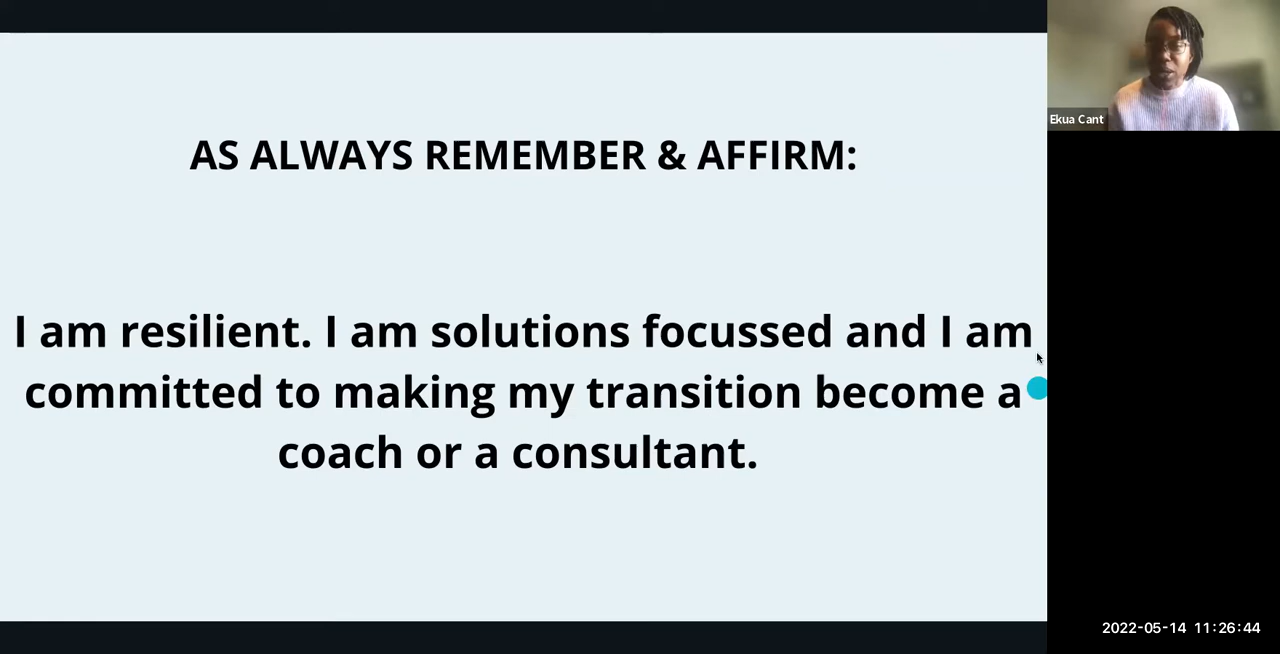 AS ALWAYS REMEMBER & AFFIRM:
I am resilient. I am solutions focussed and I am
committed to making my transition become a
coach or a consultant.
Ekua Cant
2022-05-14 11:26:44